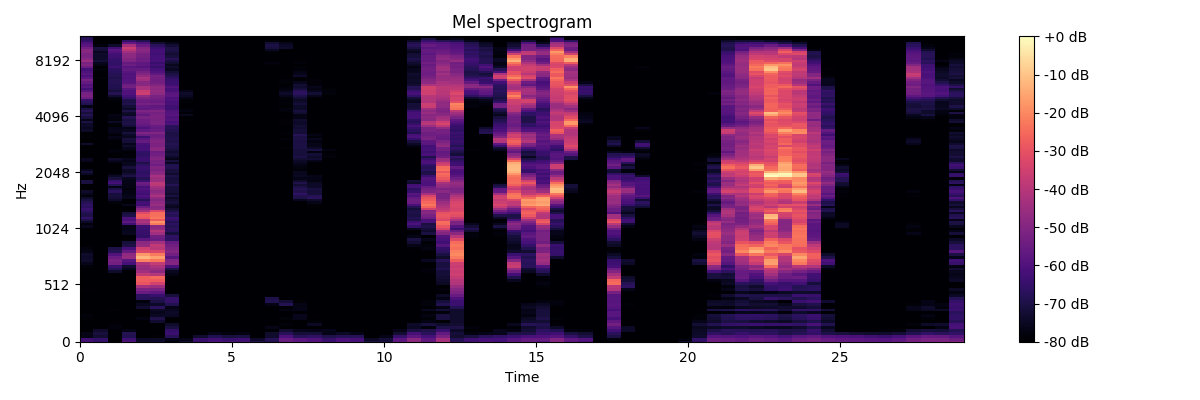 Mel spectrogram
8192
4096
2048
1024
512
0
Hz
0 5 10 15 20 25
Time
+0 dB
-10 dB
-20 dB
-30 dB
-40 dB
-50 dB
-60 dB
-70 dB
-80 dB